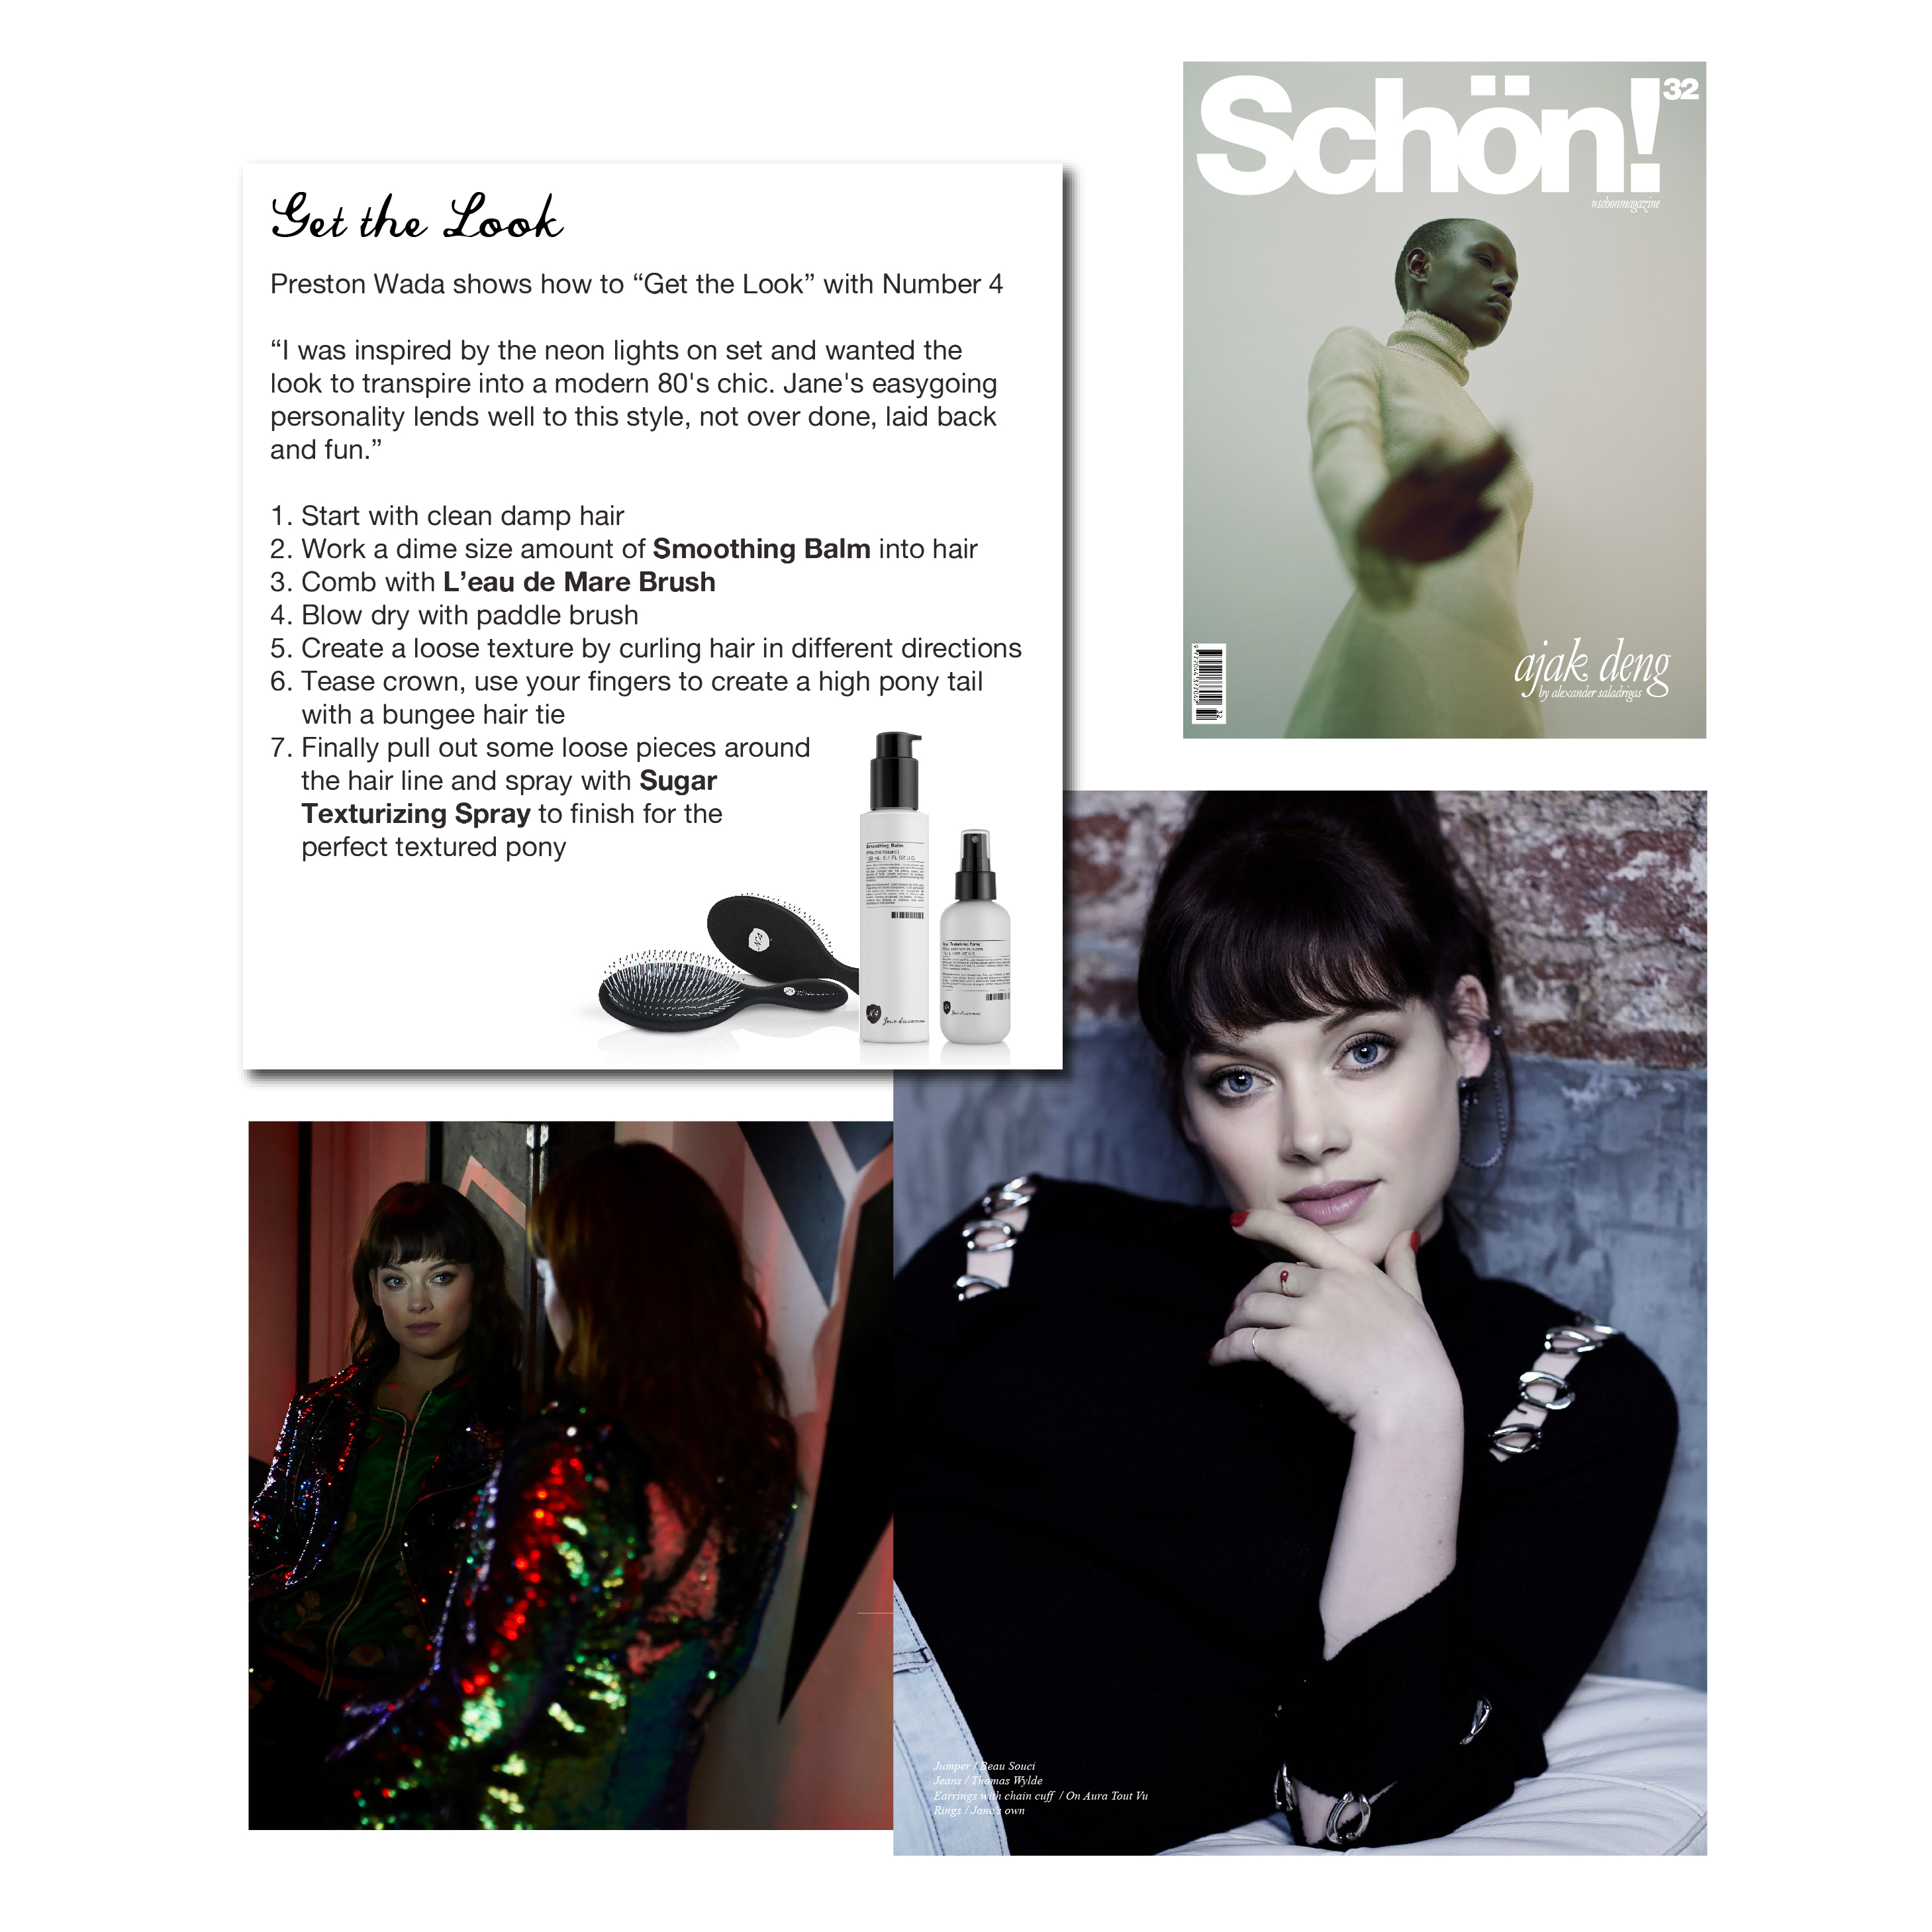 Get the Look
Preston Wada shows how to “Get the Look” with Number 4
“I was inspired by the neon lights on set and wanted the
look to transpire into a modern 80's chic. Jane's easygoing
personality lends well to this style, not over done, laid back
and fun.”
1. Start with clean damp hair
2. Work a dime size amount of Smoothing Balm into hair
3. Comb with L’eau de Mare Brush
4. Blow dry with paddle brush
5. Create a loose texture by curling hair in different directions
6. Tease crown, use your fingers to create a high pony tail
with a bungee hair tie
7. Finally pull out some loose pieces around
the hair line and spray with Sugar
Texturizing Spray to finish for the
perfect textured pony
Smoothing Balm
Texturizing Spray
Schön!
32
#schonmagazine
ajak deng
by alexander saladrigas
32
Jumper / Beau Souci
Jeans / Thomas Wylde
Earrings with chain cuff / On Aura Tout Vu
Rings / Jane's own